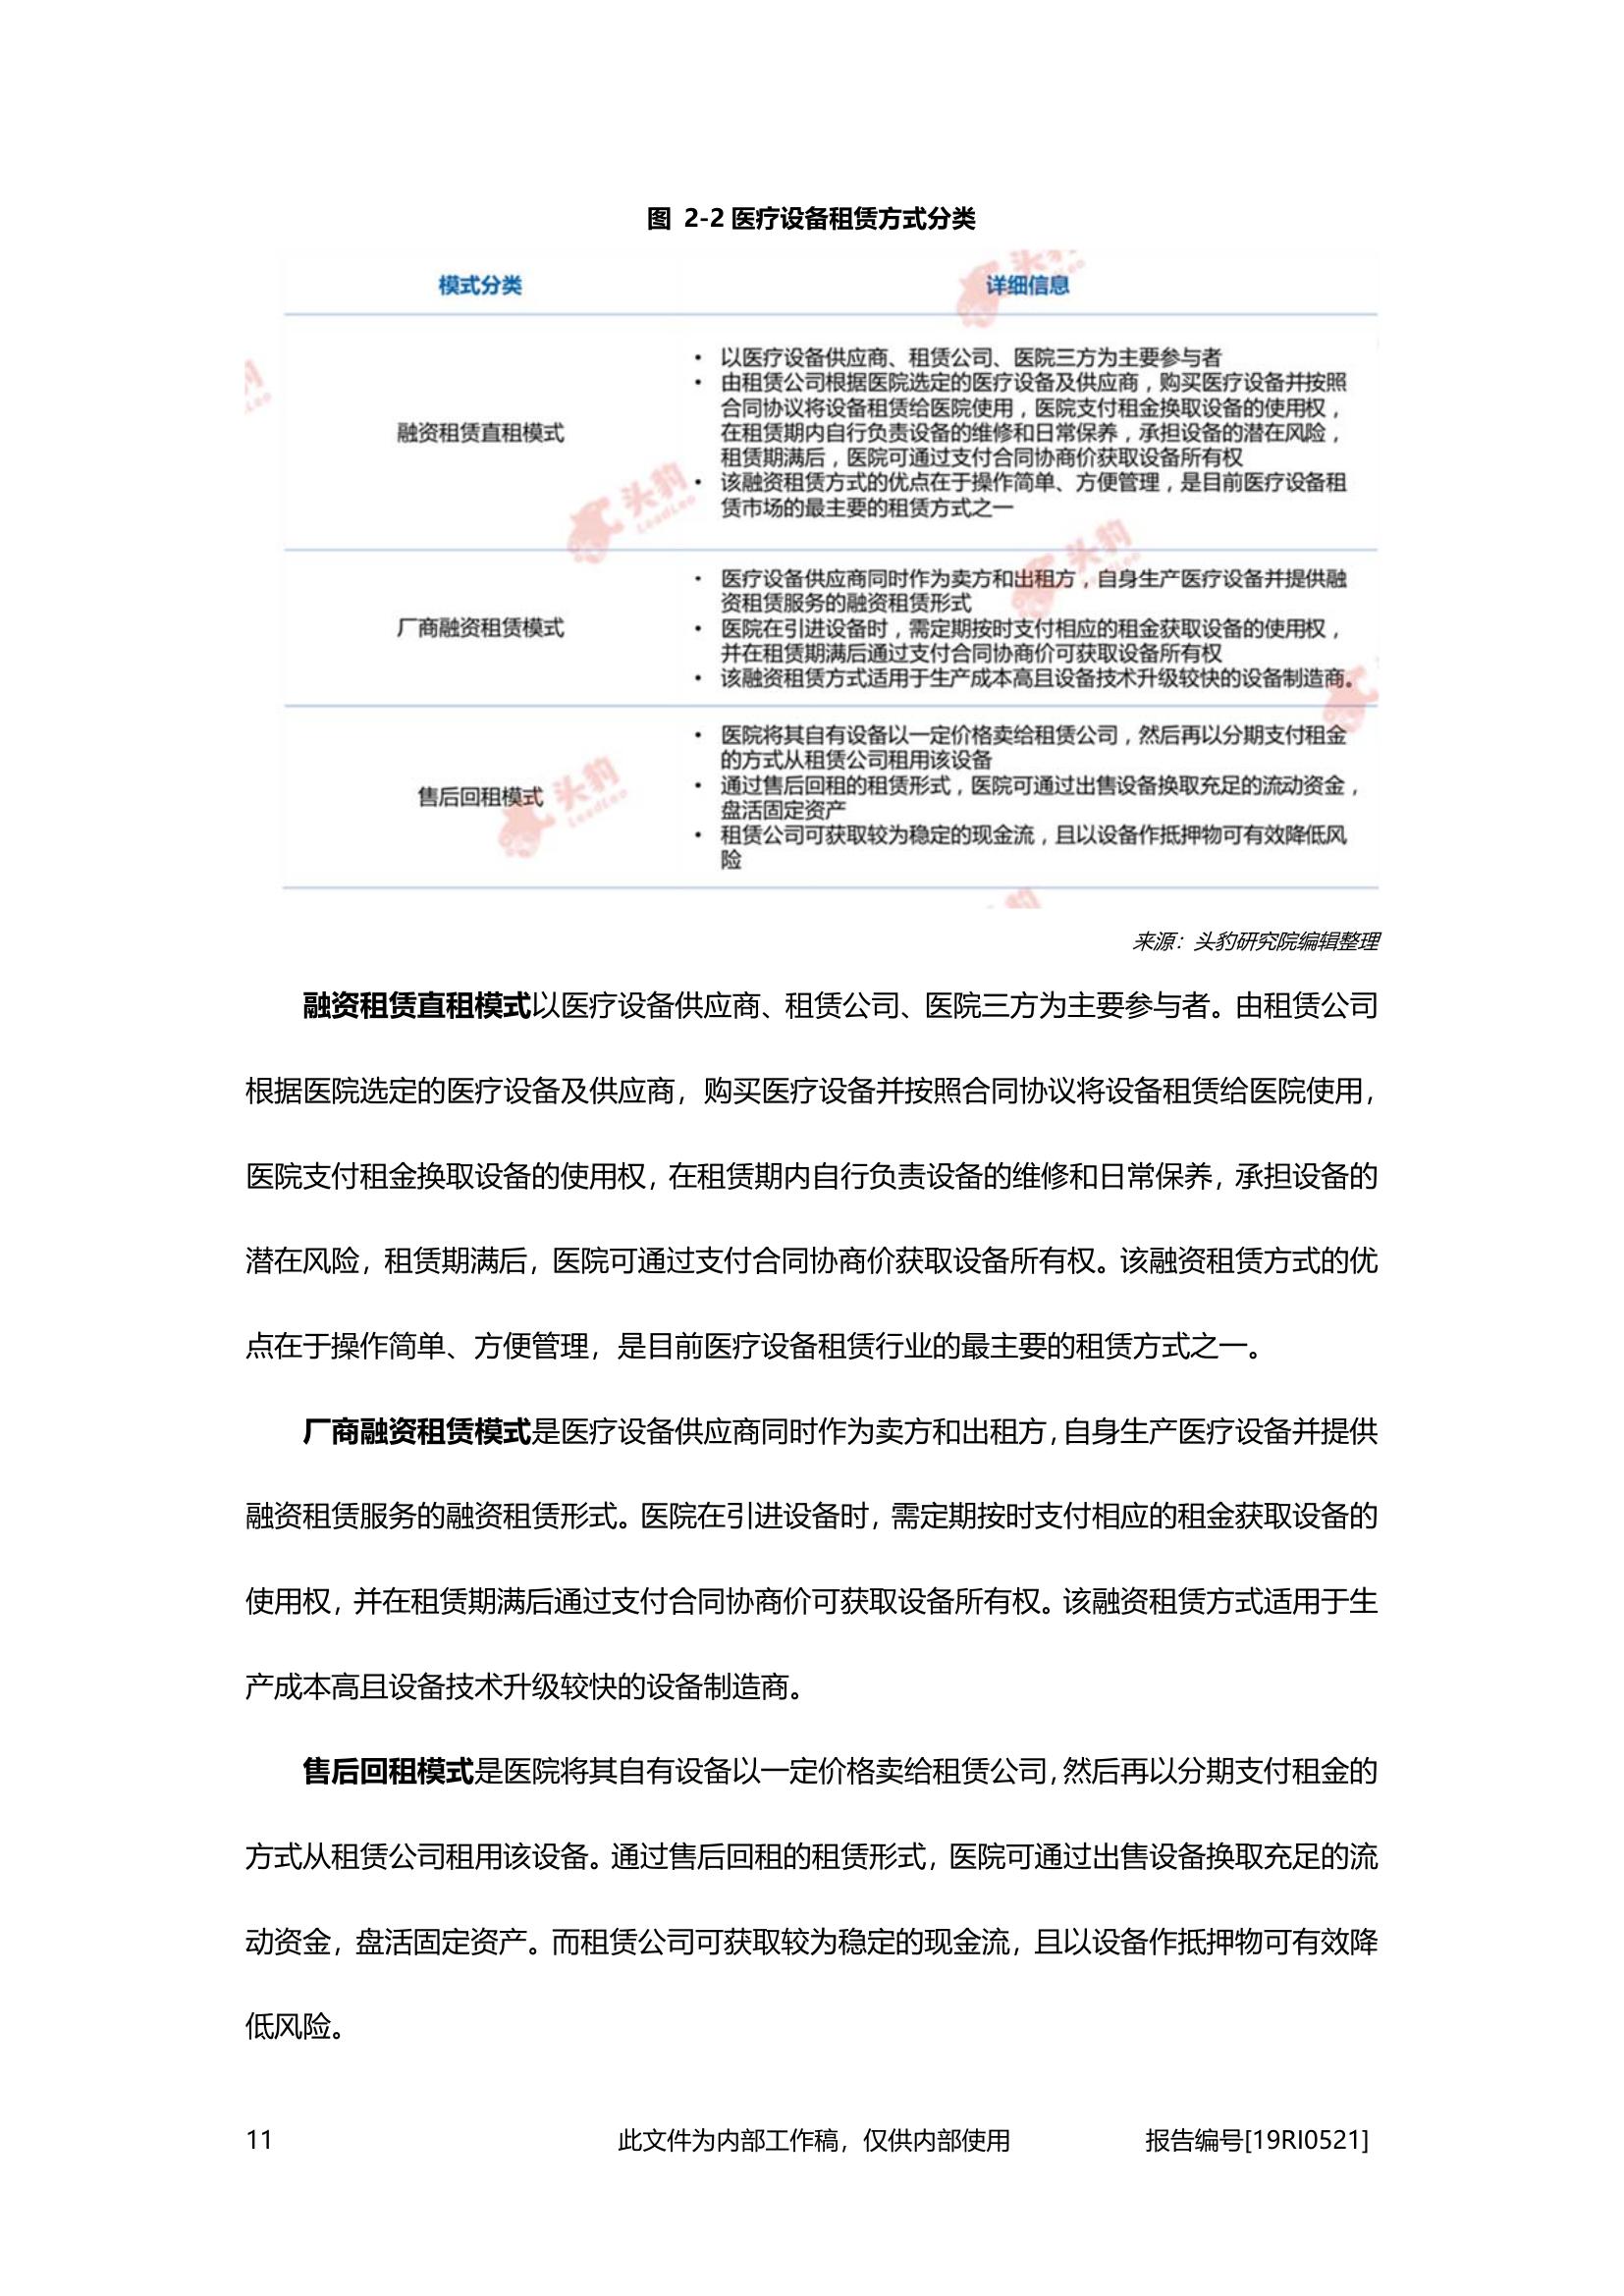 图 2-2 医疗设备租赁方式分类
模式分类
详细信息
融资租赁直租模式
• 以医疗设备供应商、租赁公司、医院三方为主要参与者
• 由租赁公司根据医院选定的医疗设备及供应商，购买医疗设备并按照
合同协议将设备租赁给医院使用，医院支付租金换取设备的使用权，
在租赁期内自行负责设备的维修和日常保养，承担设备的潜在风险，
租赁期满后，医院可通过支付合同协商价获取设备所有权
• 该融资租赁方式的优点在于操作简单、方便管理，是目前医疗设备租
赁市场的最主要的租赁方式之一
厂商融资租赁模式
• 医疗设备供应商同时作为卖方和出租方，自身生产医疗设备并提供融
资租赁服务的融资租赁形式
• 医院在引进设备时，需定期按时支付相应的租金获取设备的使用权，
并在租赁期满后通过支付合同协商价可获取设备所有权
• 该融资租赁方式适用于生产成本高且设备技术升级较快的设备制造商。
售后回租模式
• 医院将其自有设备以一定价格卖给租赁公司，然后再以分期支付租金
的方式从租赁公司租用该设备
• 通过售后回租的租赁形式，医院可通过出售设备换取充足的流动资金，
盘活固定资产
• 租赁公司可获取较为稳定的现金流，且以设备作抵押物可有效降低风
险
头豹
LeadLeo
头豹
LeadLeo
头豹
LeadLeo
来源：头豹研究院编辑整理
融资租赁直租模式以医疗设备供应商、租赁公司、医院三方为主要参与者。由租赁公司
根据医院选定的医疗设备及供应商，购买医疗设备并按照合同协议将设备租赁给医院使用，
医院支付租金换取设备的使用权，在租赁期内自行负责设备的维修和日常保养，承担设备的
潜在风险，租赁期满后，医院可通过支付合同协商价获取设备所有权。该融资租赁方式的优
点在于操作简单、方便管理，是目前医疗设备租赁行业的最主要的租赁方式之一。
厂商融资租赁模式是医疗设备供应商同时作为卖方和出租方，自身生产医疗设备并提供
融资租赁服务的融资租赁形式。医院在引进设备时，需定期按时支付相应的租金获取设备的
使用权，并在租赁期满后通过支付合同协商价可获取设备所有权。该融资租赁方式适用于生
产成本高且设备技术升级较快的设备制造商。
售后回租模式是医院将其自有设备以一定价格卖给租赁公司，然后再以分期支付租金的
方式从租赁公司租用该设备。通过售后回租的租赁形式，医院可通过出售设备换取充足的流
动资金，盘活固定资产。而租赁公司可获取较为稳定的现金流，且以设备作抵押物可有效降
低风险。
11
此文件为内部工作稿，仅供内部使用
报告编号[19RI0521]